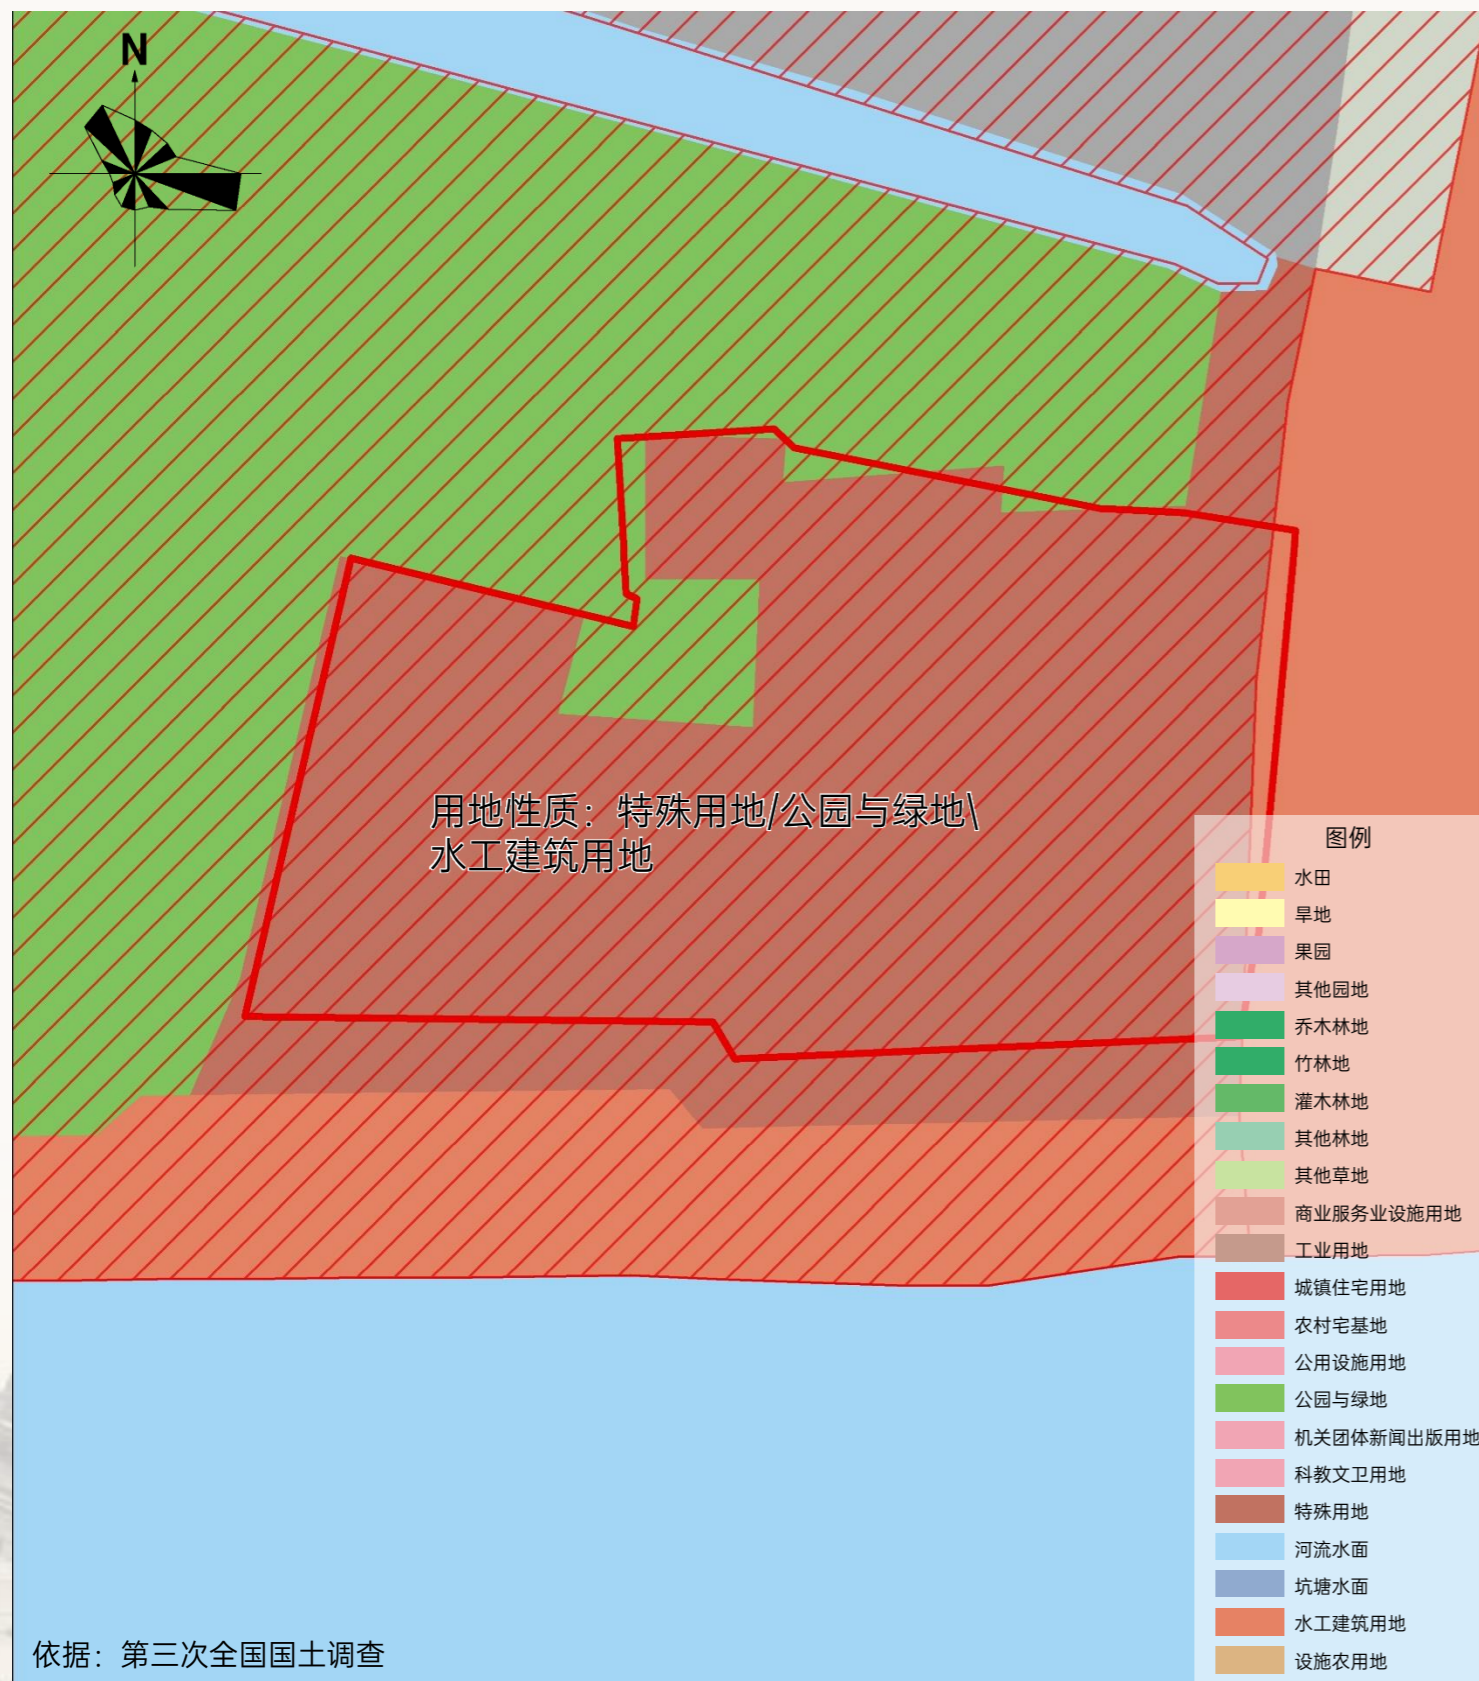 N
用地性质：特殊用地/公园与绿地\
水工建筑用地
图例
水田
旱地
果园
其他园地
乔木林地
竹林地
灌木林地
其他林地
其他草地
商业服务业设施用地
工业用地
城镇住宅用地
农村宅基地
公用设施用地
公园与绿地
机关团体新闻出版用地
科教文卫用地
特殊用地
河流水面
坑塘水面
水工建筑用地
设施农用地
依据：第三次全国国土调查